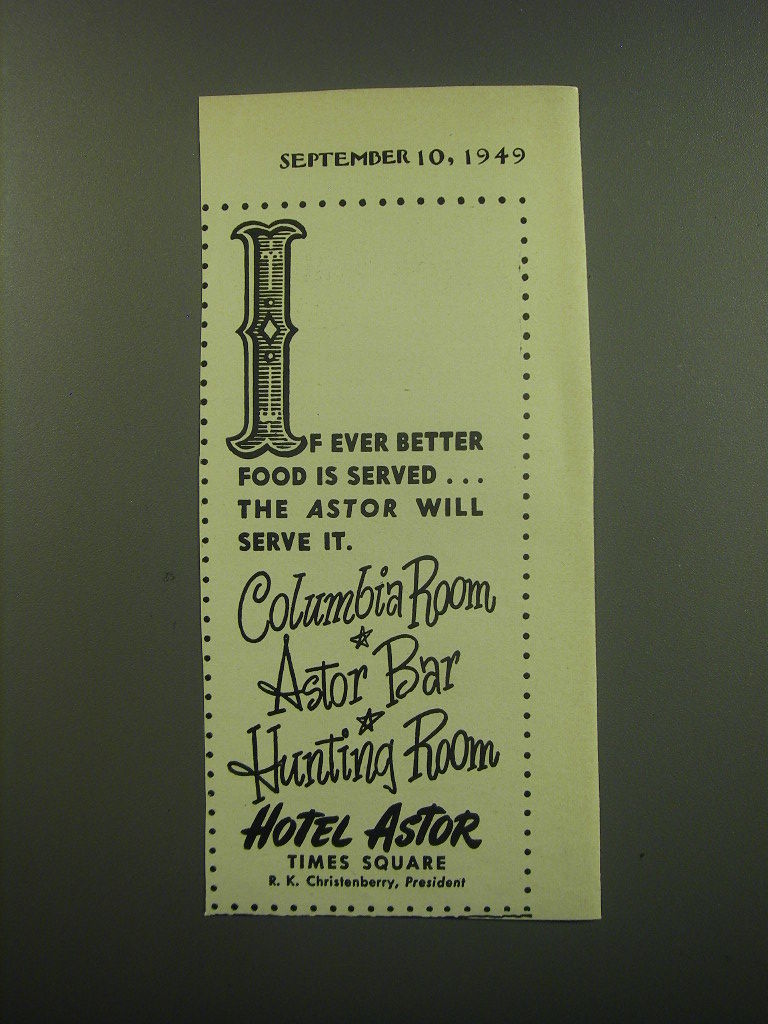 SEPTEMBER 10, 1949
IF EVER BETTER
FOOD IS SERVED . . .
THE ASTOR WILL
SERVE IT.
Columbia Room
Astor Bar
Hunting Room
HOTEL ASTOR
TIMES SQUARE
R. K. Christenberry, President